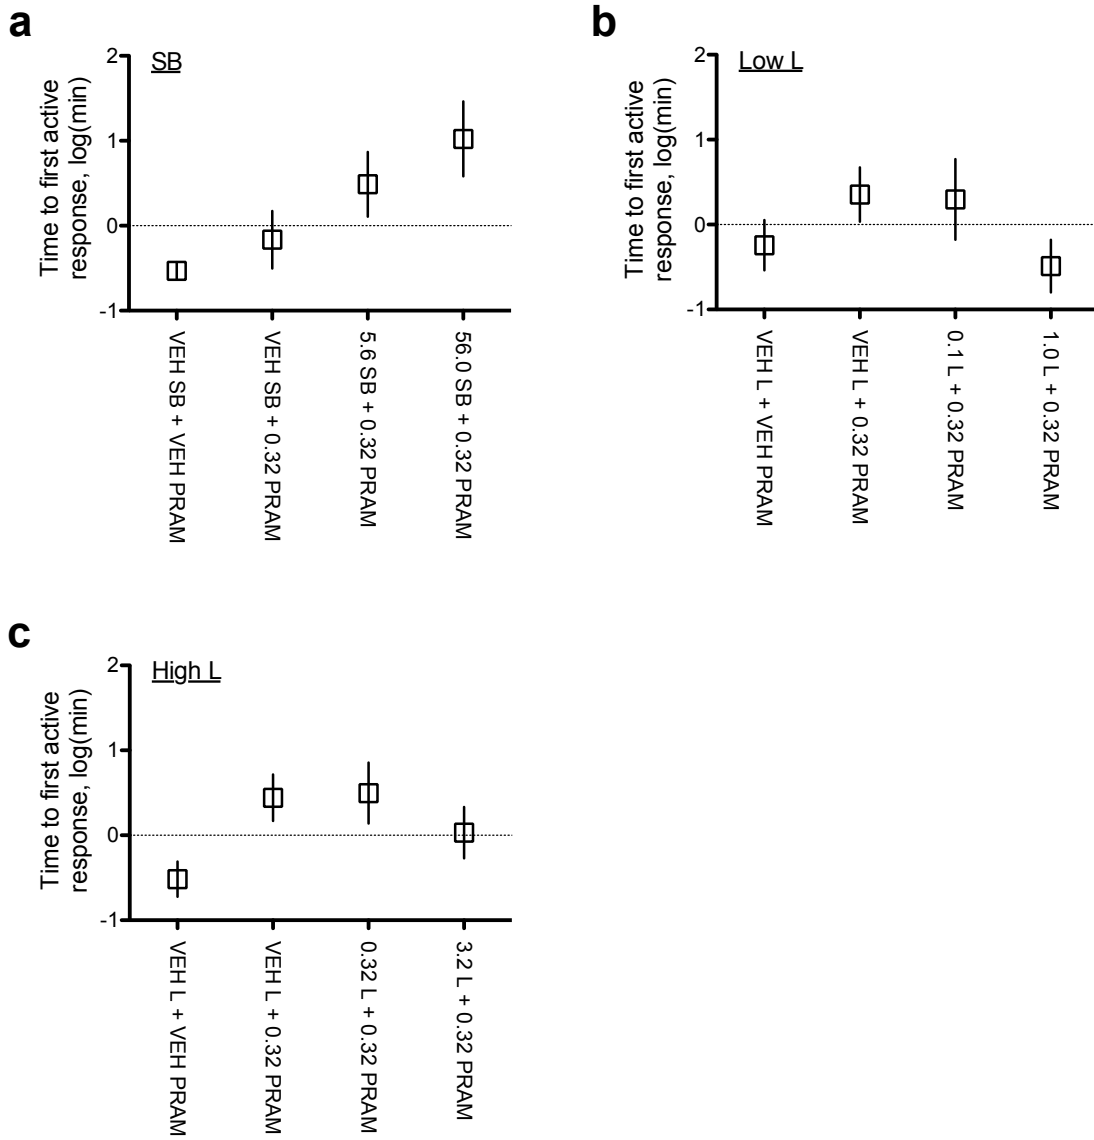 a
SB
Time to first active
response, log(min)
2
1
0
-1
VEH SB + VEH PRAM
VEH SB + 0.32 PRAM
5.6 SB + 0.32 PRAM
56.0 SB + 0.32 PRAM
b
Low L
Time to first active
response, log(min)
2
1
0
-1
VEH L + VEH PRAM
VEH L + 0.32 PRAM
0.1 L + 0.32 PRAM
1.0 L + 0.32 PRAM
c
High L
Time to first active
response, log(min)
2
1
0
-1
VEH L + VEH PRAM
VEH L + 0.32 PRAM
0.32 L + 0.32 PRAM
3.2 L + 0.32 PRAM